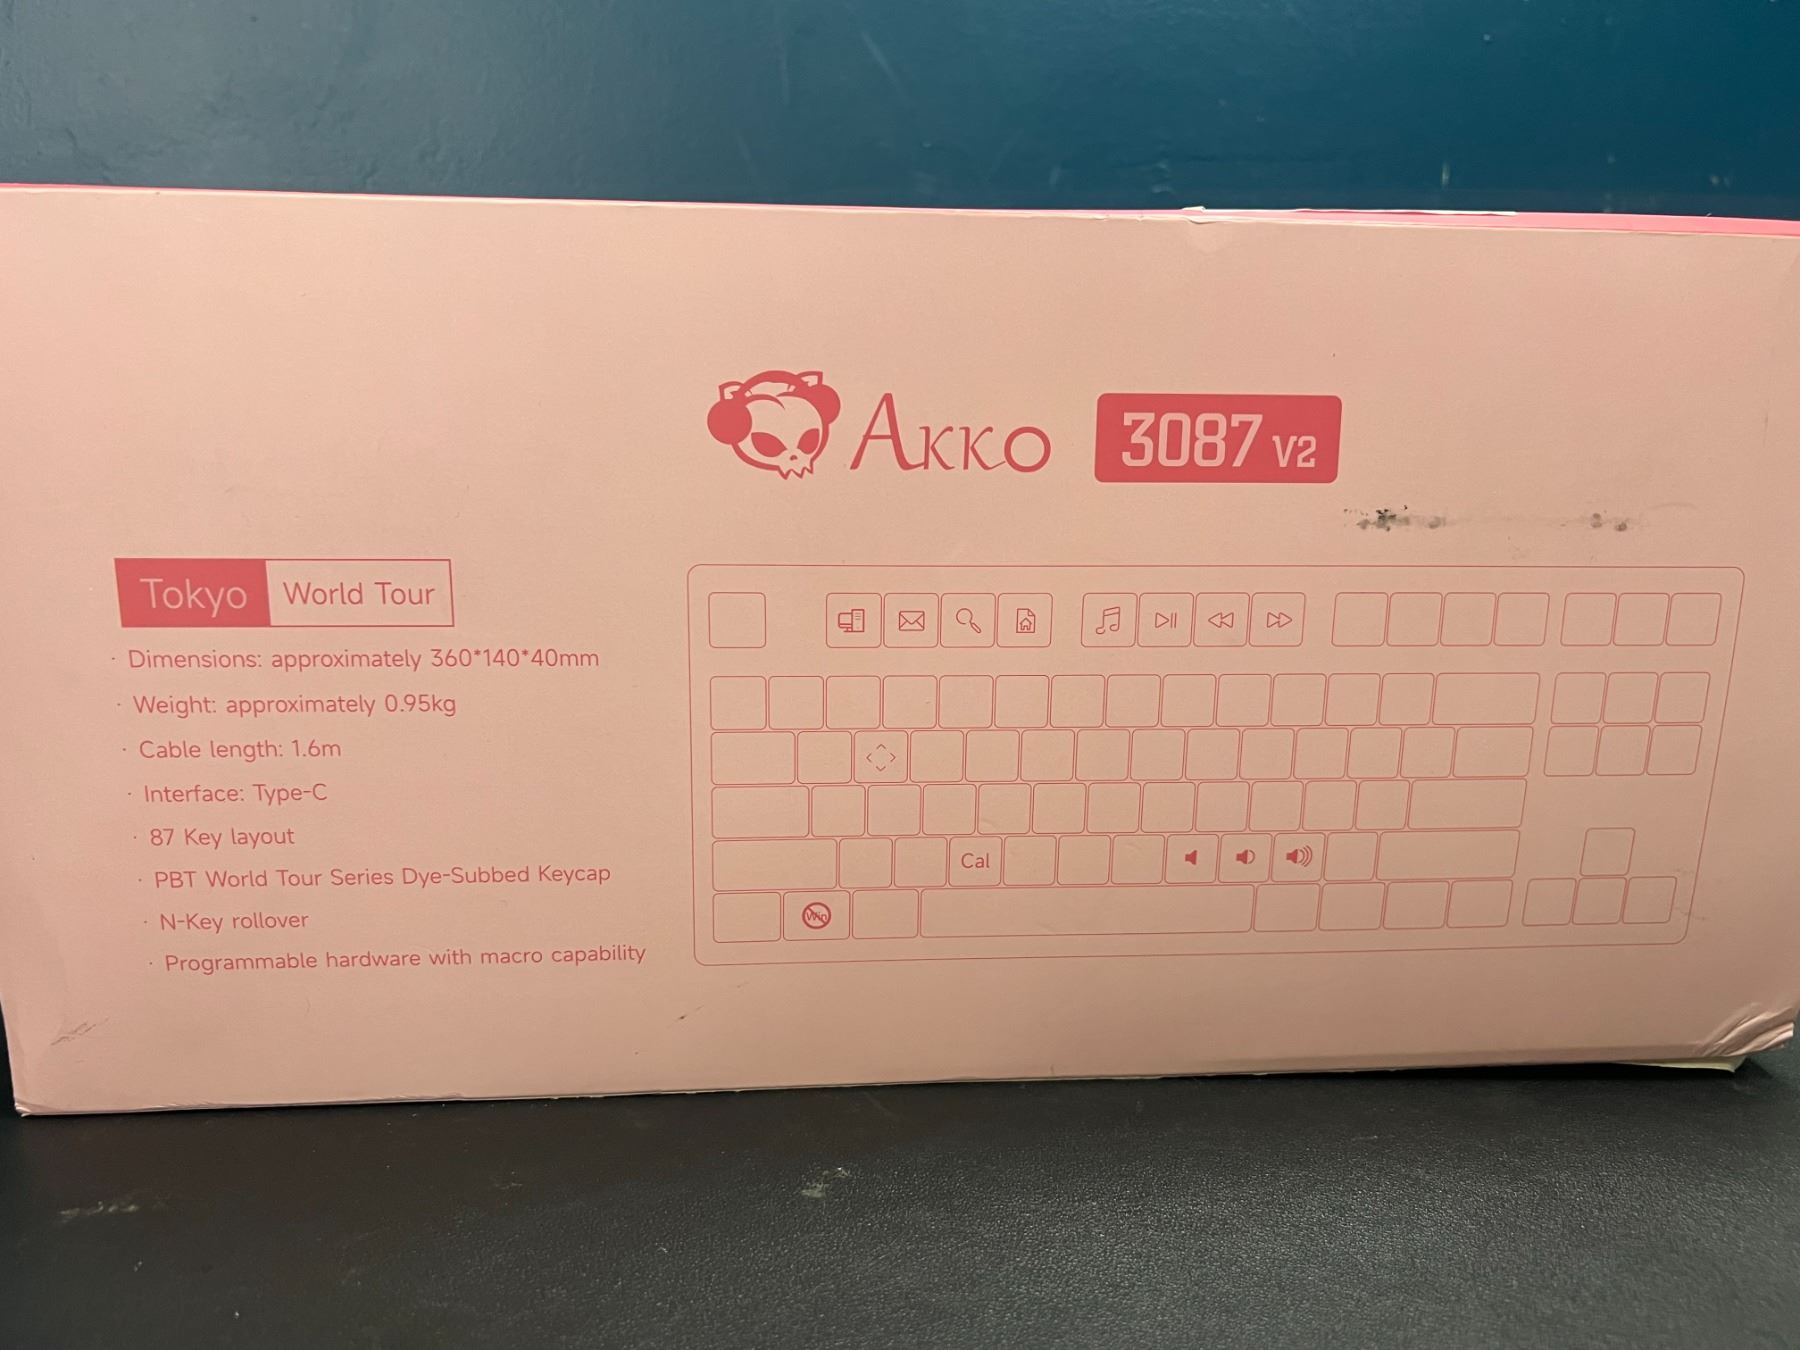 AKKO 3087 V2
Tokyo World Tour
· Dimensions: approximately 360*140*40mm
· Weight: approximately 0.95kg
· Cable length: 1.6m
· Interface: Type-C
· 87 Key layout
· PBT World Tour Series Dye-Subbed Keycap
· N-Key rollover
· Programmable hardware with macro capability
Cal
Win